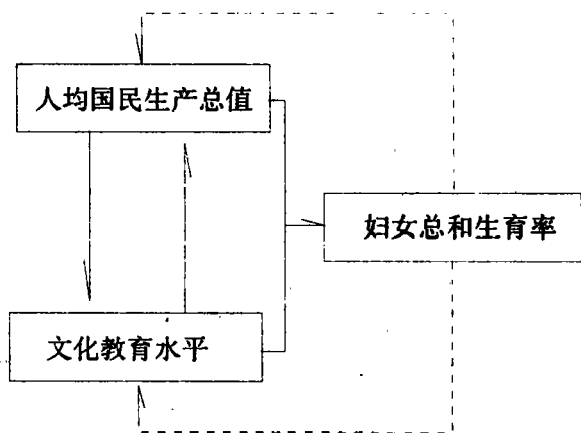 人均国民生产总值
妇女总和生育率
文化教育水平